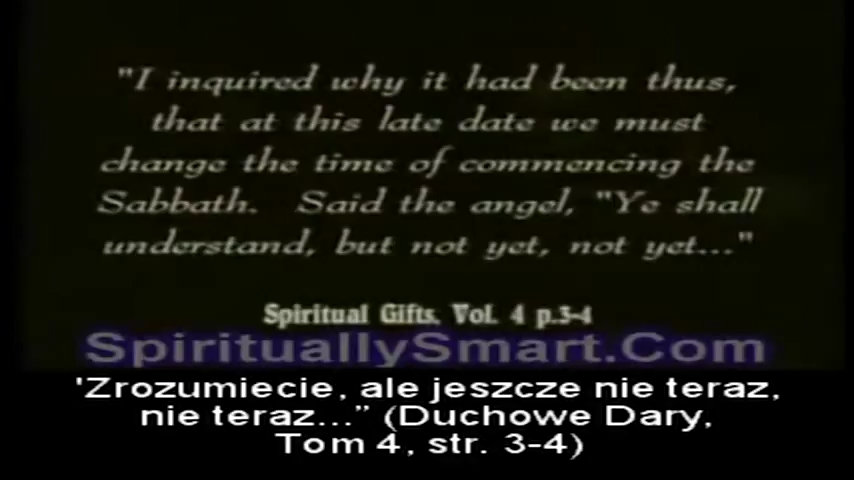 "I inquired why it had been thus,
that at this late date we must
change the time of commencing the
Sabbath. Said the angel, "Ye shall
understand, but not yet, not yet..."
Spiritual Gifts, Vol. 4 p.3-4
SpirituallySmart.Com
'Zrozumiecie, ale jeszcze nie teraz,
nie teraz...” (Duchowe Dary,
Tom 4, str. 3-4)